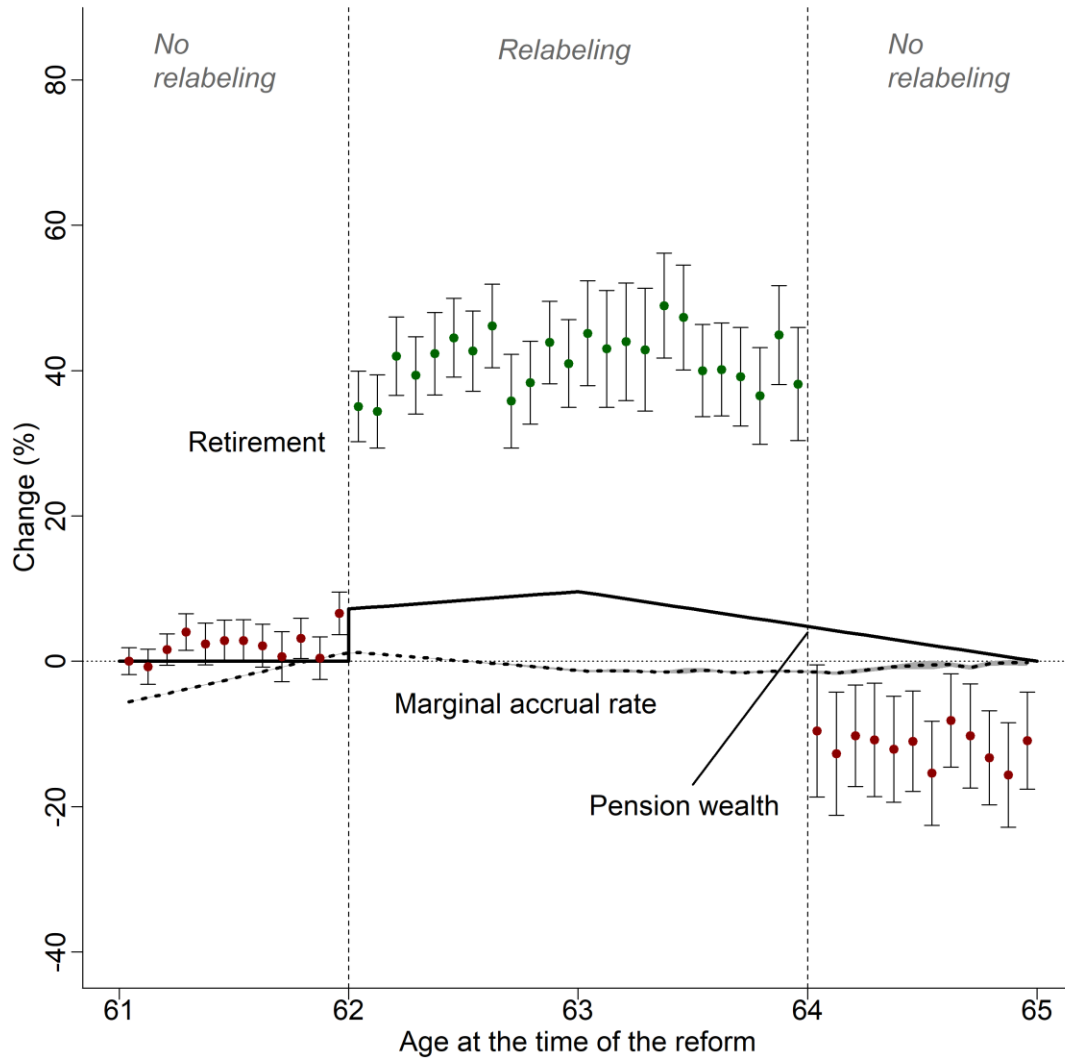 No
relabeling
Relabeling
No
relabeling
80
60
40
20
0
-20
-40
Change (%)
Retirement
Marginal accrual rate
Pension wealth
61
62
63
64
65
Age at the time of the reform